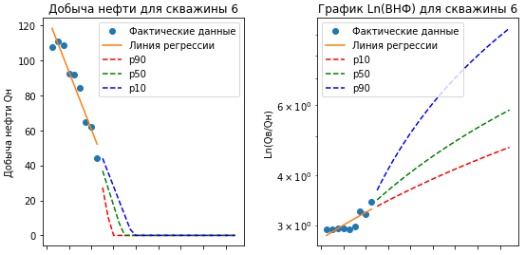 Добыча нефти для скважины 6
Добыча нефти Qн
120
100
80
60
40
20
0
Фактические данные
Линия регрессии
p90
p50
p10
График Ln(ВНФ) для скважины 6
Ln(Qв/Qн)
6 × 10⁰
4 × 10⁰
3 × 10⁰
Фактические данные
Линия регрессии
p10
p50
p90